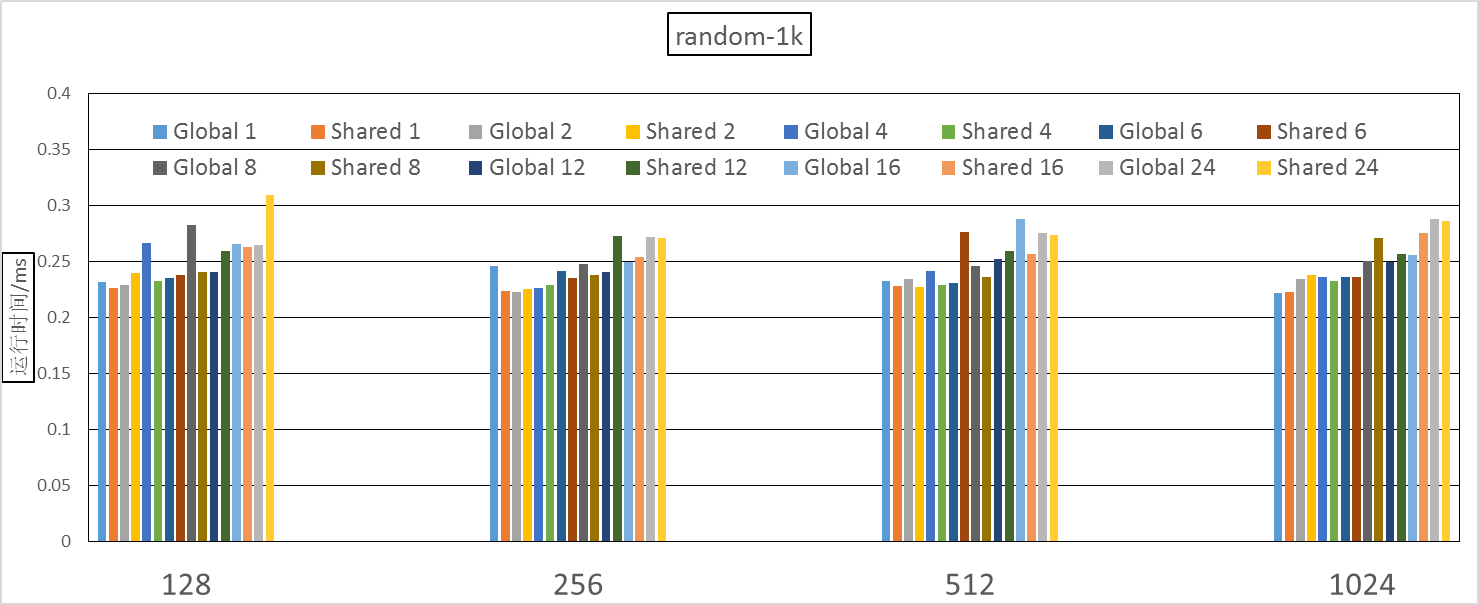 random-1k
0.4
0.35
0.3
0.25
0.2
0.15
0.1
0.05
0
运行时间/ms
Global 1 Shared 1 Global 2 Shared 2 Global 4 Shared 4 Global 6 Shared 6
Global 8 Shared 8 Global 12 Shared 12 Global 16 Shared 16 Global 24 Shared 24
128 256 512 1024